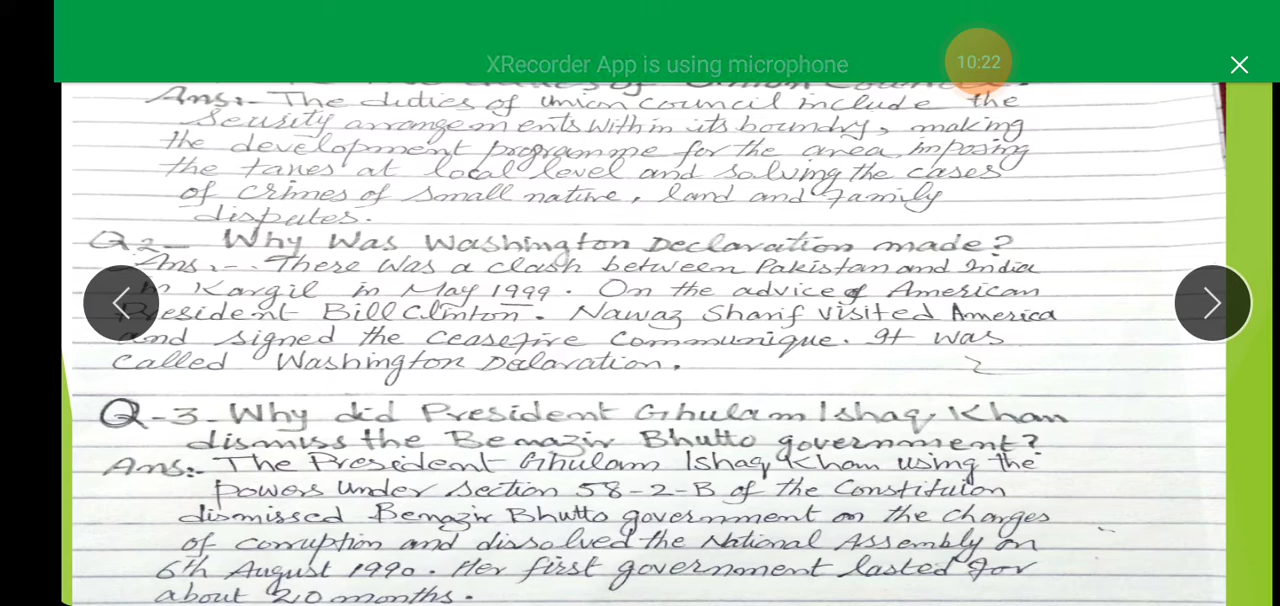 XRecorder App is using microphone
10:22
Ans:- The duties of union council include the
security arrangements within its boundry, making
the development programme for the area imposing
the taxes at local level and solving the cases
of crimes of small nature, land and Family
disputes.
Q2- Why Was Washington Declaration made?
Ans:- There was a clash between Pakistan and India
in Kargil in May 1999. On the advice of American
President Bill Clinton. Nawaz Sharif visited America
and signed the ceasefire communique. It was
called Washington Delaration.
Q-3- Why did President Ghulam Ishaq Khan
dismiss the Benazir Bhutto government?
Ans:- The President Ghulam Ishaq Kham using the
powers under section 58-2-B of the Constituion
dismissed Benazir Bhutto government on the charges
of corruption and dissolved the National Assembly on
6th August 1990. Her first government lasted for
about 20 months.